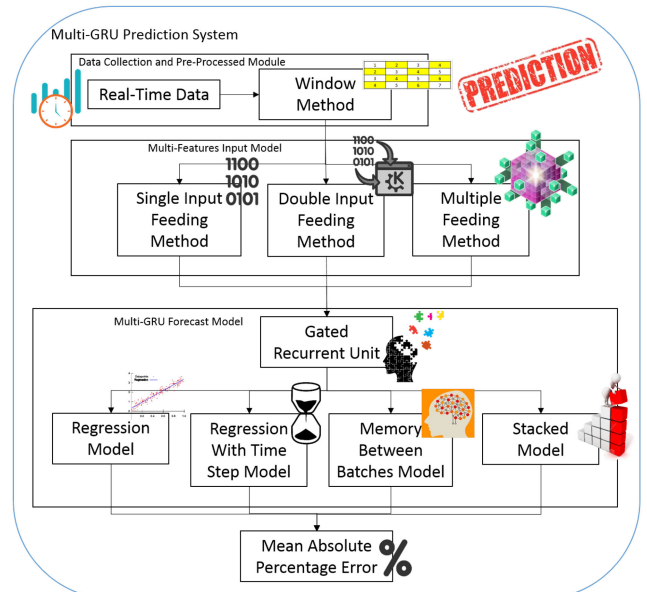 Multi-GRU Prediction System
Data Collection and Pre-Processed Module
Real-Time Data
Window
Method
1 2 3 4
2 3 4 5
3 4 5 6
4 5 6 7
PREDICTION
Multi-Features Input Model
1100
1010
0101
1100
1010
0101
K
Single Input
Feeding
Method
Double Input
Feeding
Method
Multiple
Feeding
Method
Multi-GRU Forecast Model
Gated
Recurrent Unit
Regression
Model
Regression
With Time
Step Model
Memory
Between
Batches Model
Stacked
Model
Mean Absolute
Percentage Error
%